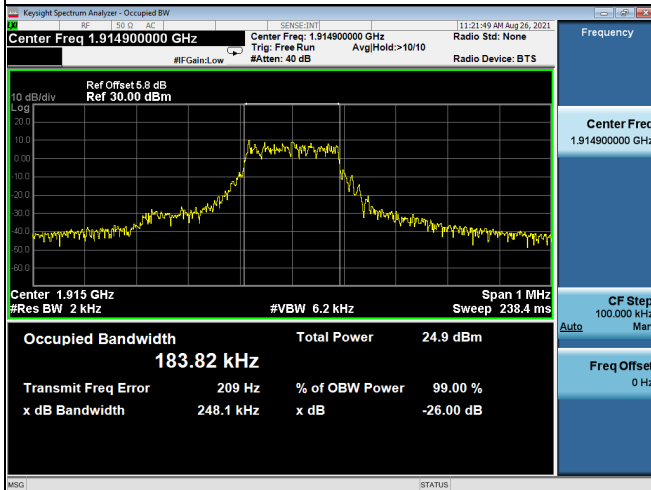 Keysight Spectrum Analyzer - Occupied BW
RF 50 Ω AC SENSE:INT 11:21:49 AM Aug 26, 2021
Center Freq 1.914900000 GHz
Center Freq: 1.914900000 GHz
Radio Std: None
Trig: Free Run Avg|Hold:>10/10
#IFGain:Low
#Atten: 40 dB
Radio Device: BTS
Frequency
Ref Offset 5.8 dB
10 dB/div Ref 30.00 dBm
Log
20.0
10.0
0.00
-10.0
-20.0
-30.0
-40.0
-50.0
-60.0
Center Freq
1.914900000 GHz
Center 1.915 GHz Span 1 MHz
#Res BW 2 kHz #VBW 6.2 kHz Sweep 238.4 ms
CF Step
100.000 kHz
Auto Man
Freq Offset
0 Hz
Occupied Bandwidth Total Power 24.9 dBm
183.82 kHz
Transmit Freq Error 209 Hz % of OBW Power 99.00 %
x dB Bandwidth 248.1 kHz x dB -26.00 dB
MSG STATUS